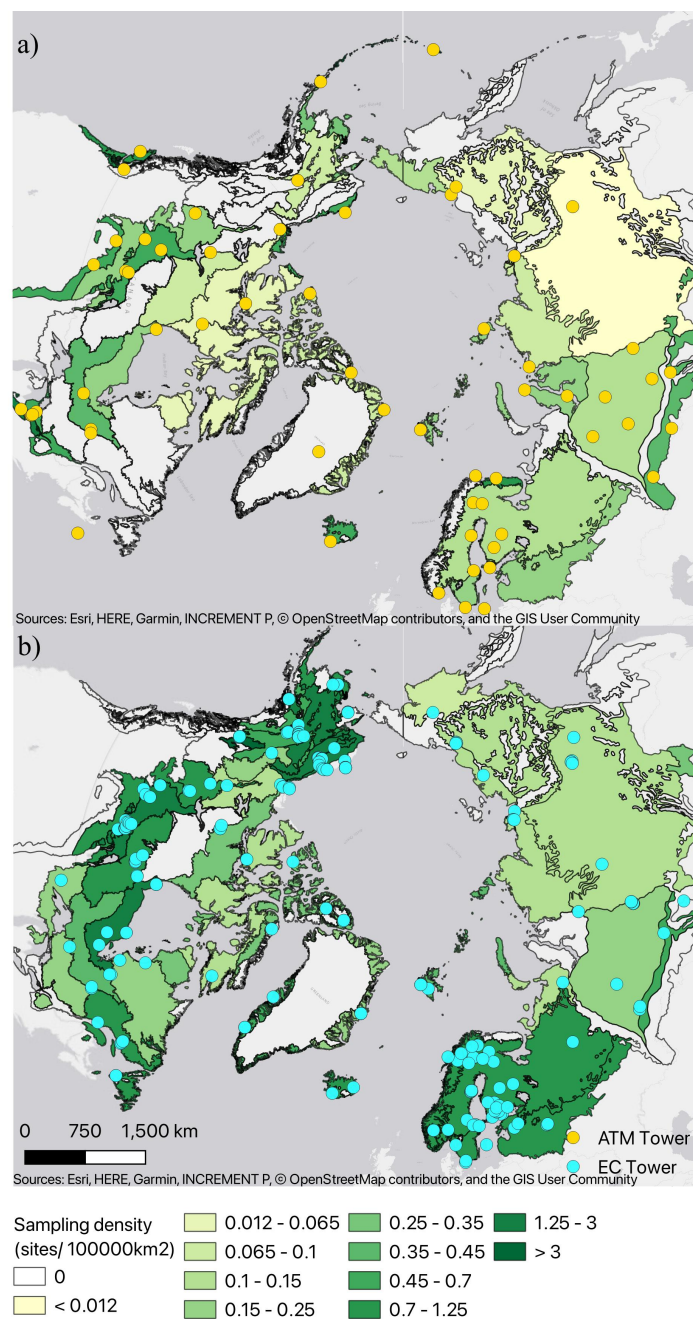 a)
CANADA
Sources: Esri, HERE, Garmin, INCREMENT P, © OpenStreetMap contributors, and the GIS User Community
b)
0 750 1,500 km
ATM Tower
EC Tower
Sources: Esri, HERE, Garmin, INCREMENT P, © OpenStreetMap contributors, and the GIS User Community
Sampling density
(sites/ 100000km2)
0
< 0.012
0.012 - 0.065
0.065 - 0.1
0.1 - 0.15
0.15 - 0.25
0.25 - 0.35
0.35 - 0.45
0.45 - 0.7
0.7 - 1.25
1.25 - 3
> 3